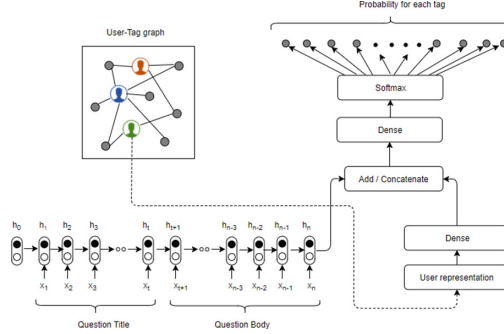 Probability for each tag
User-Tag graph
Softmax
Dense
Add / Concatenate
h0 h1 h2 h3 ht ht+1 hn-3 hn-2 hn-1 hn
Dense
User representation
x1 x2 x3 xt xt+1 xn-3 xn-2 xn-1 xn
Question Title Question Body